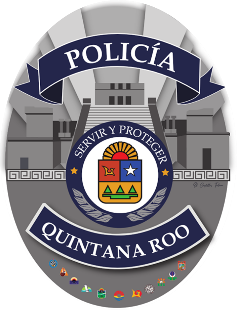 POLICÍA
SERVIR Y PROTEGER
QUINTANA ROO